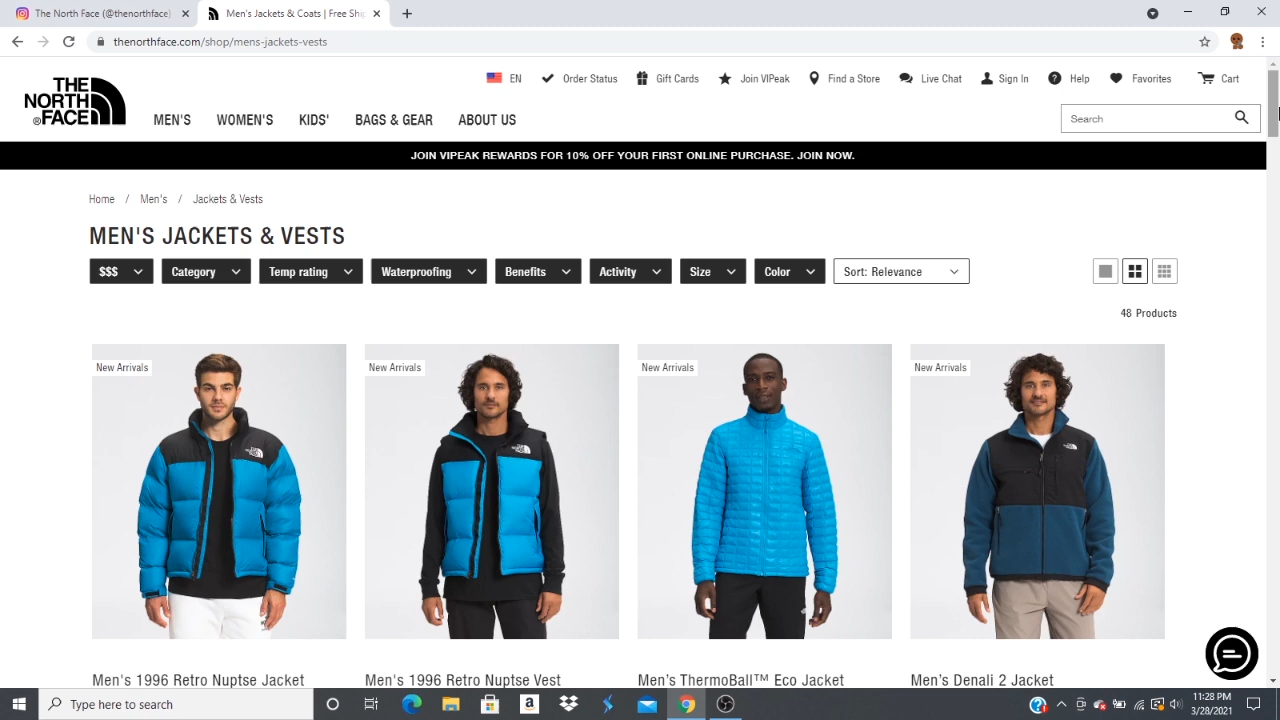 The North Face (@thenorthface)
Men's Jackets & Coats | Free Ship
thenorthface.com/shop/mens-jackets-vests
EN Order Status Gift Cards Join VIPeak Find a Store Live Chat Sign In Help Favorites Cart
THE
NORTH
®FACE
MEN'S WOMEN'S KIDS' BAGS & GEAR ABOUT US
Search
JOIN VIPEAK REWARDS FOR 10% OFF YOUR FIRST ONLINE PURCHASE. JOIN NOW.
Home / Men's / Jackets & Vests
MEN'S JACKETS & VESTS
$$$ Category Temp rating Waterproofing Benefits Activity Size Color Sort: Relevance
48 Products
New Arrivals New Arrivals New Arrivals New Arrivals
Men's 1996 Retro Nuptse Jacket Men's 1996 Retro Nuptse Vest Men's ThermoBall™ Eco Jacket Men's Denali 2 Jacket
Type here to search
11:28 PM
3/28/2021